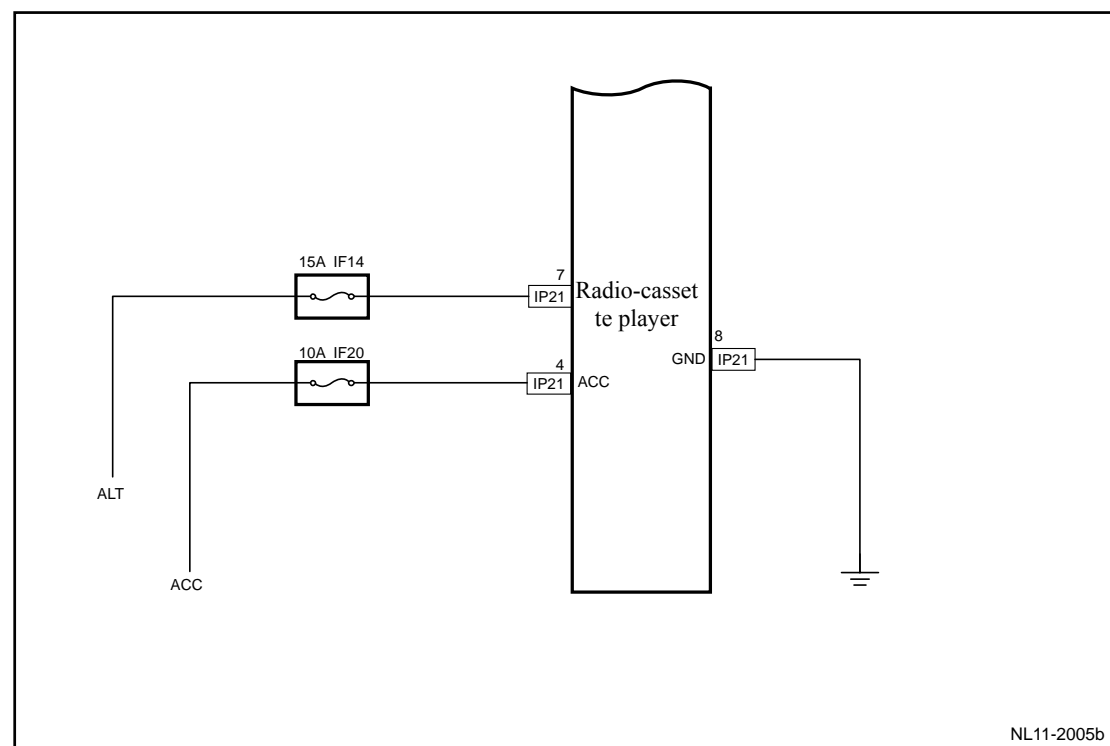 15A IF14
7
IP21
Radio-casset
te player
10A IF20
4
IP21
ACC
8
GND
IP21
ALT
ACC
NL11-2005b